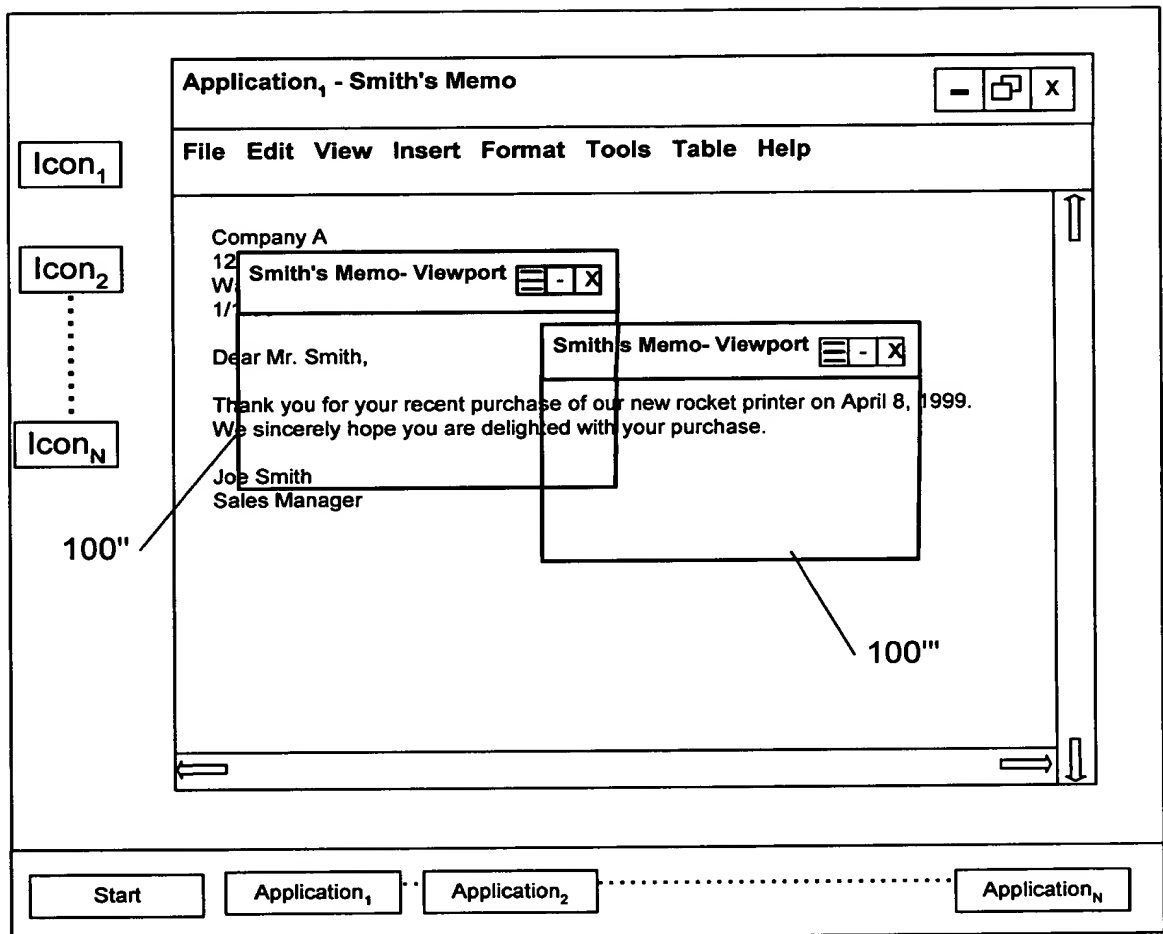 Application₁ - Smith's Memo
X
File Edit View Insert Format Tools Table Help
Icon₁
Icon₂
Icon_N
Company A
12
Smith's Memo- Viewport - X
1/1
Smith's Memo- Viewport - X
Dear Mr. Smith,
Thank you for your recent purchase of our new rocket printer on April 8, 1999.
We sincerely hope you are delighted with your purchase.
Joe Smith
Sales Manager
100"
100'"
Start Application₁ Application₂ Application_N